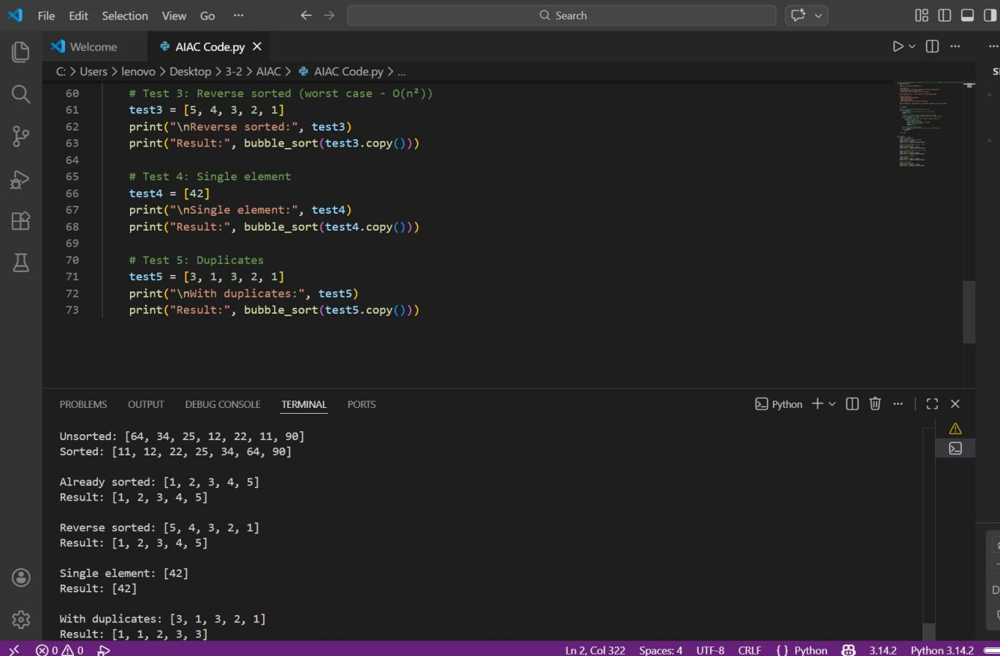 File Edit Selection View Go ··· Search
Welcome AIAC Code.py
C: > Users > lenovo > Desktop > 3-2 > AIAC > AIAC Code.py > ...
60 # Test 3: Reverse sorted (worst case - O(n²))
61 test3 = [5, 4, 3, 2, 1]
62 print("\nReverse sorted:", test3)
63 print("Result:", bubble_sort(test3.copy()))
64
65 # Test 4: Single element
66 test4 = [42]
67 print("\nSingle element:", test4)
68 print("Result:", bubble_sort(test4.copy()))
69
70 # Test 5: Duplicates
71 test5 = [3, 1, 3, 2, 1]
72 print("\nWith duplicates:", test5)
73 print("Result:", bubble_sort(test5.copy()))
PROBLEMS OUTPUT DEBUG CONSOLE TERMINAL PORTS Python
Unsorted: [64, 34, 25, 12, 22, 11, 90]
Sorted: [11, 12, 22, 25, 34, 64, 90]
Already sorted: [1, 2, 3, 4, 5]
Result: [1, 2, 3, 4, 5]
Reverse sorted: [5, 4, 3, 2, 1]
Result: [1, 2, 3, 4, 5]
Single element: [42]
Result: [42]
With duplicates: [3, 1, 3, 2, 1]
Result: [1, 1, 2, 3, 3]
0 0 Ln 2, Col 322 Spaces: 4 UTF-8 CRLF { } Python 3.14.2 Python 3.14.2